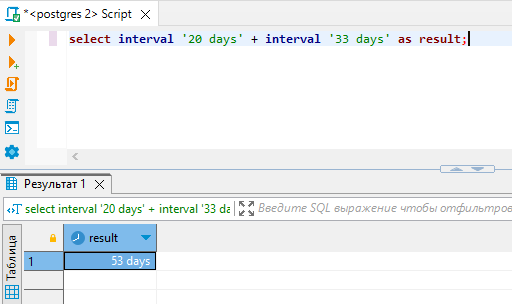 *<postgres 2> Script
select interval '20 days' + interval '33 days' as result;
Результат 1
select interval '20 days' + interval '33 da
Введите SQL выражение чтобы отфильтров
Таблица
result
1
53 days